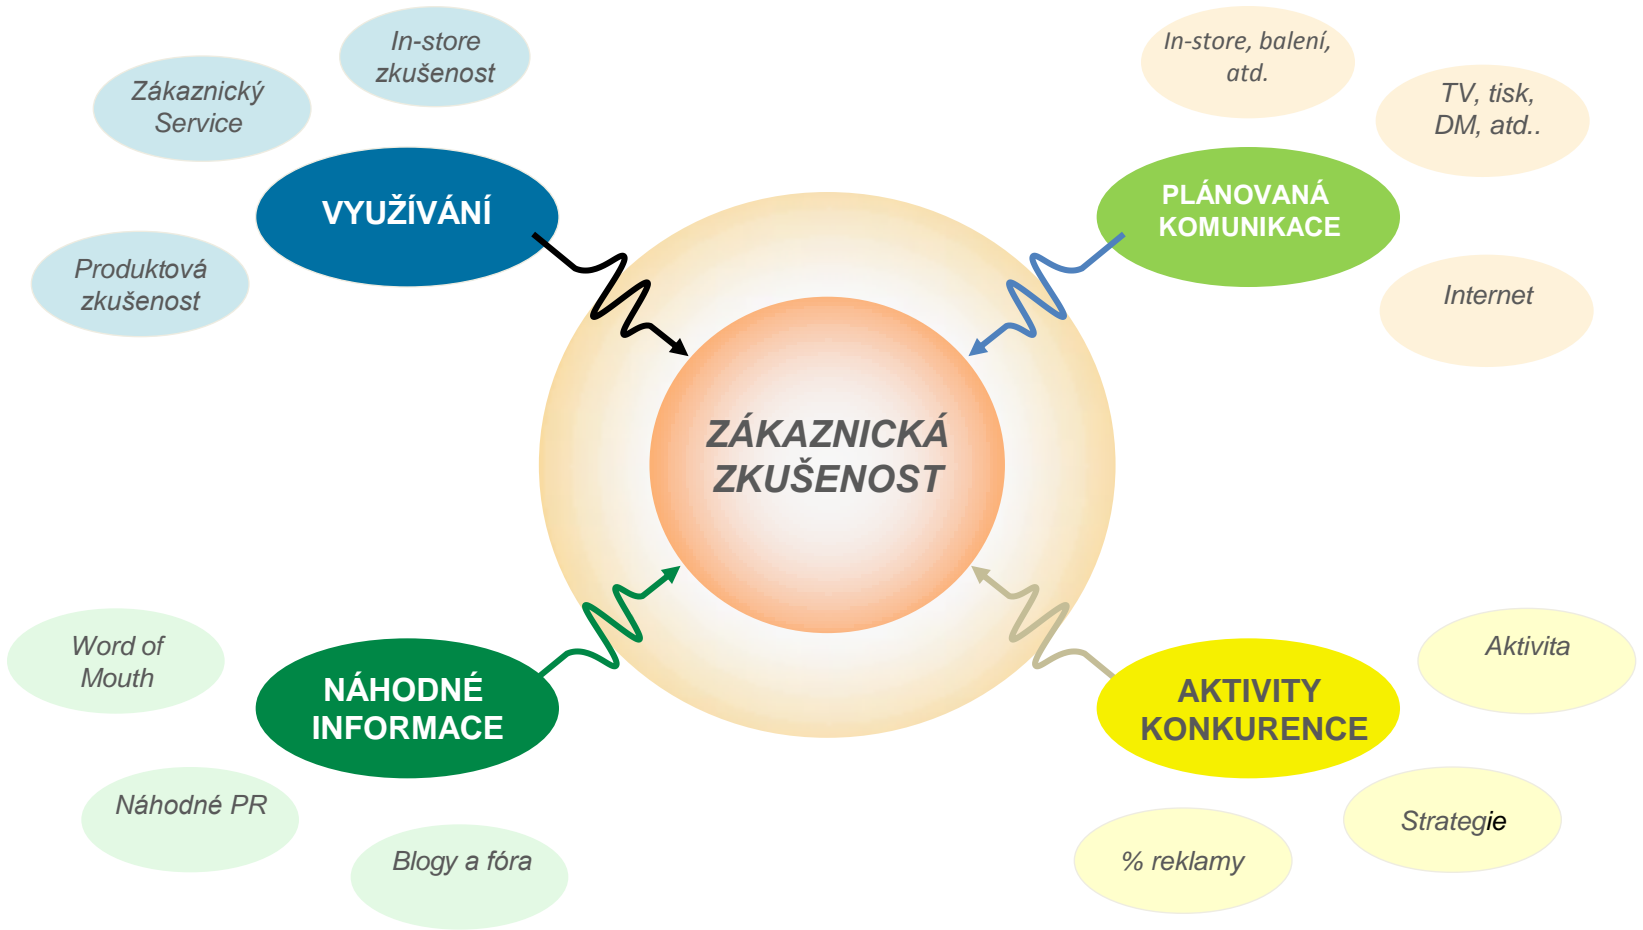 In-store
zkušenost
Zákaznický
Service
VYUŽÍVÁNÍ
Produktová
zkušenost
In-store, balení,
atd.
TV, tisk,
DM, atd..
PLÁNOVANÁ
KOMUNIKACE
Internet
ZÁKAZNICKÁ
ZKUŠENOST
Word of
Mouth
NÁHODNÉ
INFORMACE
Náhodné PR
Blogy a fóra
AKTIVITY
KONKURENCE
Aktivita
Strategie
% reklamy